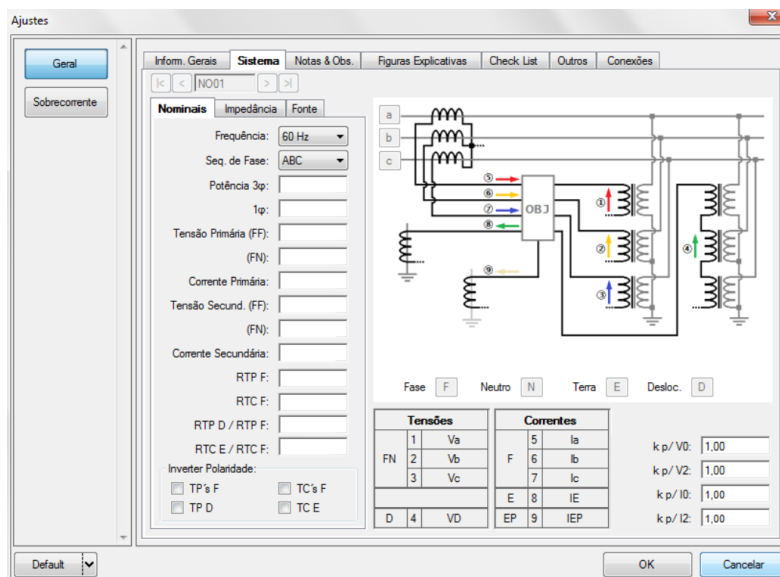 Ajustes
Geral
Sobrecorrente
Inform. Gerais Sistema Notas & Obs. Figuras Explicativas Check List Outros Conexões
|< < NO01 > >|
Nominais Impedância Fonte
Frequência: 60 Hz
Seq. de Fase: ABC
Potência 3φ:
1φ:
Tensão Primária (FF):
(FN):
Corrente Primária:
Tensão Secund. (FF):
(FN):
Corrente Secundária:
RTP F:
RTC F:
RTP D / RTP F:
RTC E / RTC F:
Inverter Polaridade:
TP's F TC's F
TP D TC E
a
b
c
⑤
⑥
⑦
⑧
OBJ
①
②
③
④
⑨
Fase F Neutro N Terra E Desloc. D
Tensões
FN 1 Va
2 Vb
3 Vc
D 4 VD
Correntes
F 5 Ia
6 Ib
7 Ic
E 8 IE
EP 9 IEP
k p/ V0: 1,00
k p/ V2: 1,00
k p/ I0: 1,00
k p/ I2: 1,00
Default OK Cancelar